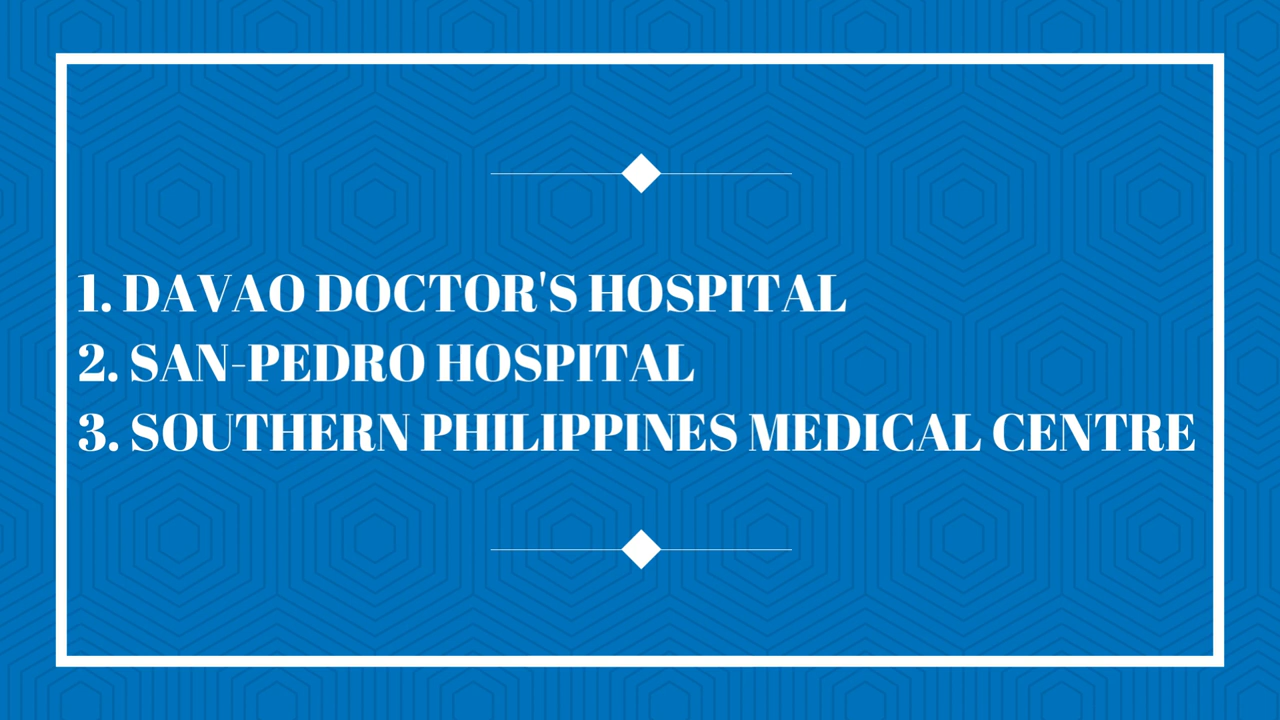 1. DAVAO DOCTOR'S HOSPITAL
2. SAN-PEDRO HOSPITAL
3. SOUTHERN PHILIPPINES MEDICAL CENTRE